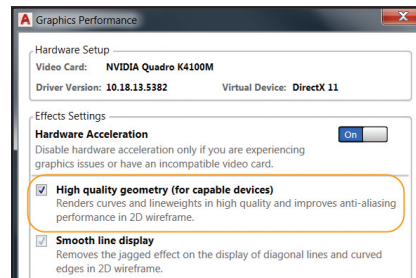 A Graphics Performance
Hardware Setup
Video Card: NVIDIA Quadro K4100M
Driver Version: 10.18.13.5382 Virtual Device: DirectX 11
Effects Settings
Hardware Acceleration On
Disable hardware acceleration only if you are experiencing
graphics issues or have an incompatible video card.
High quality geometry (for capable devices)
Renders curves and lineweights in high quality and improves anti-aliasing
performance in 2D wireframe.
Smooth line display
Removes the jagged effect on the display of diagonal lines and curved
edges in 2D wireframe.